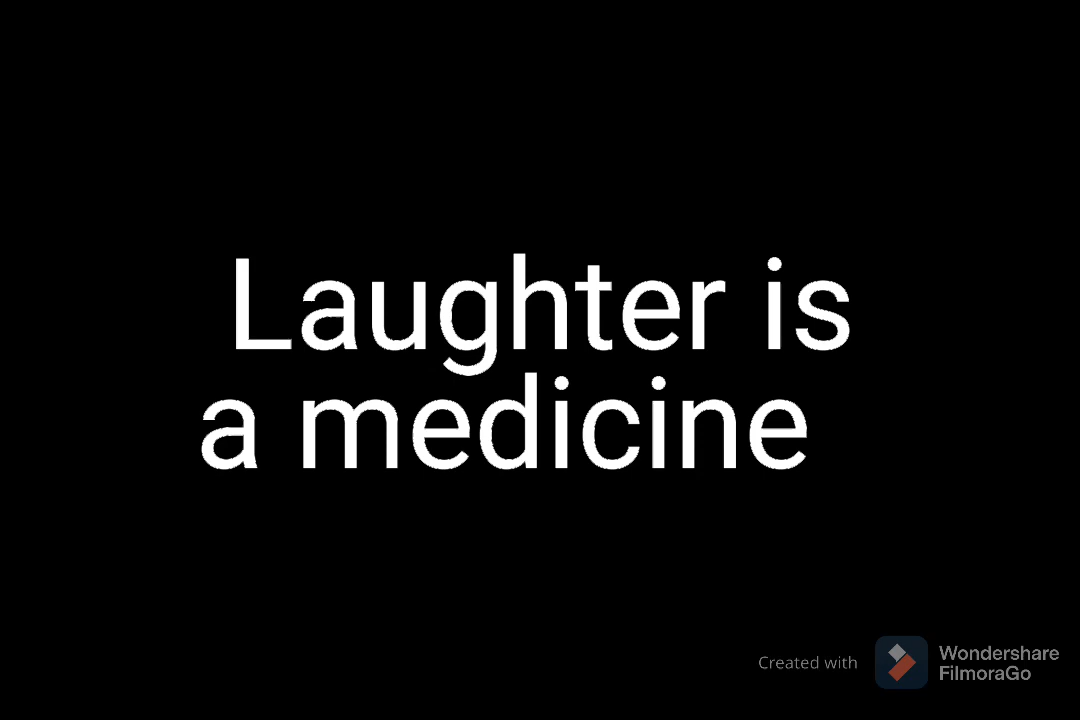 Laughter is
a medicine
Created with
Wondershare
FilmoraGo